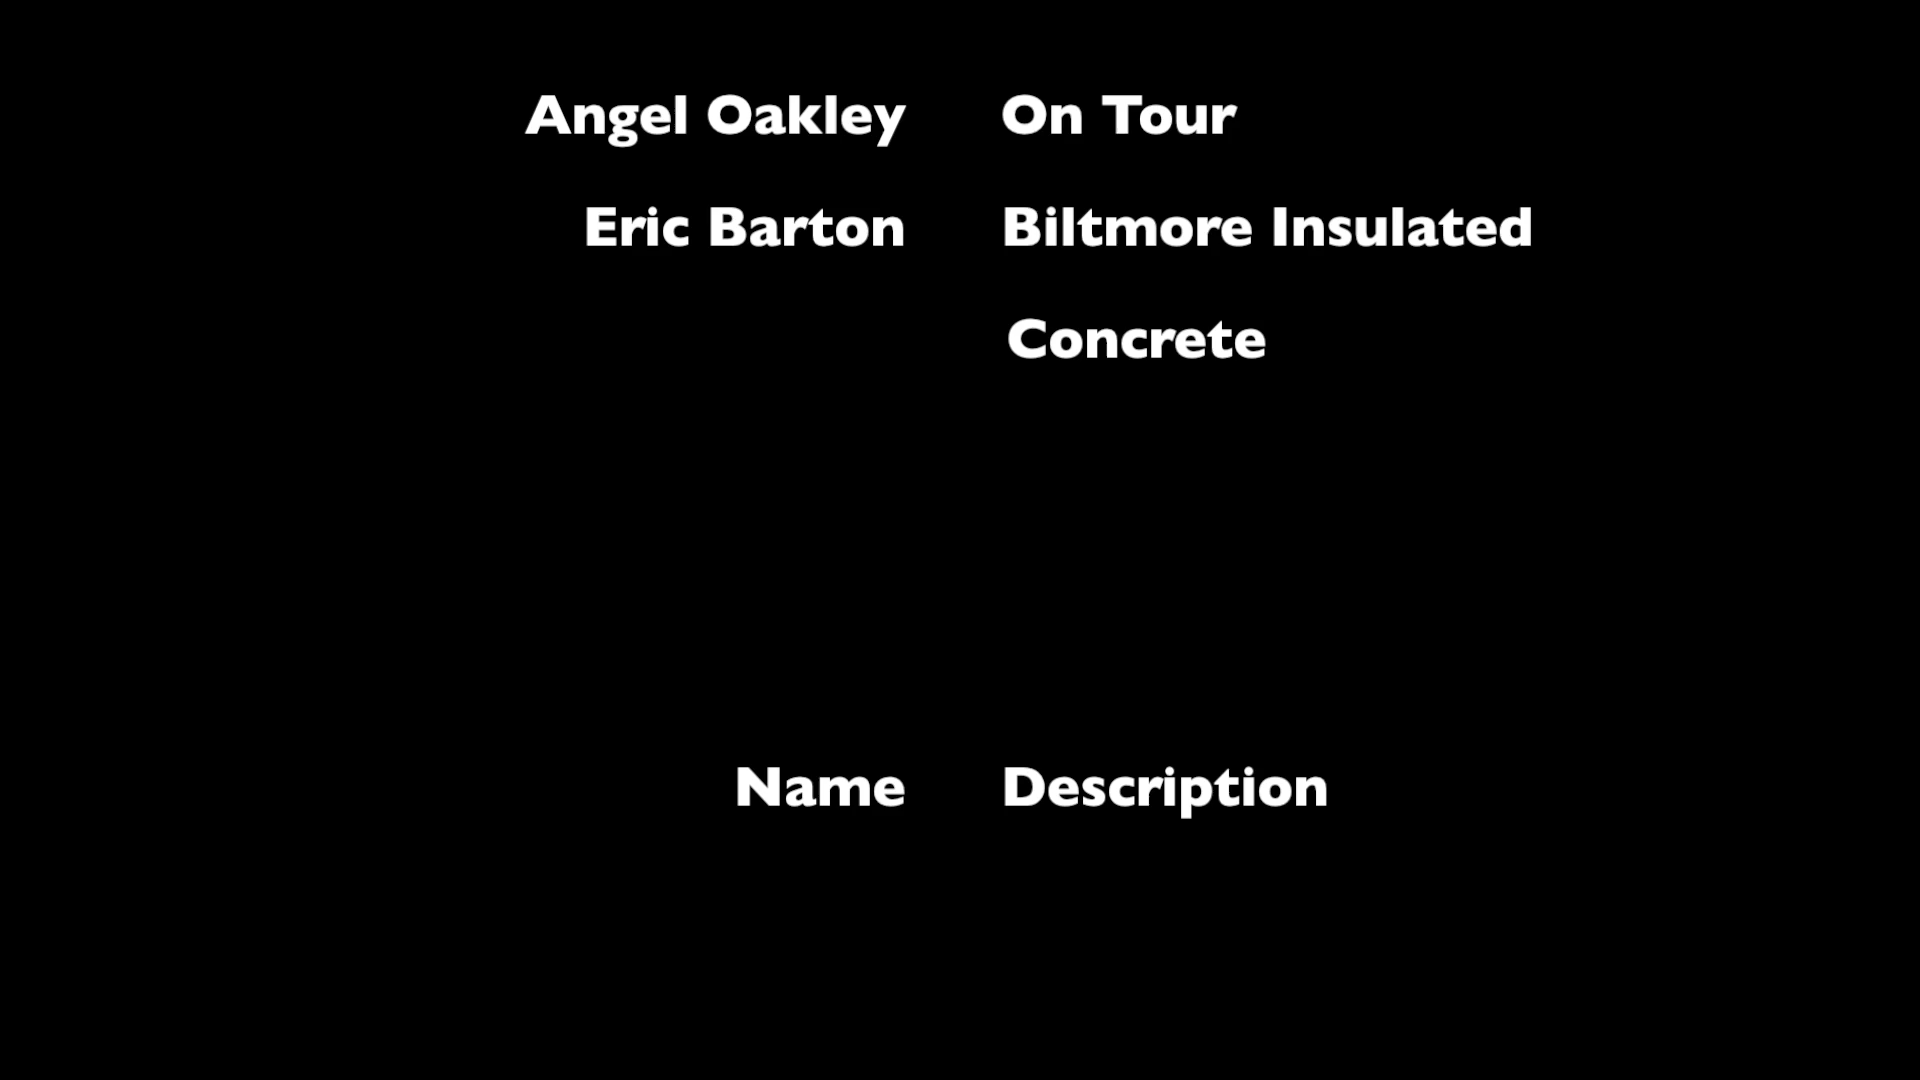 Angel Oakley On Tour
Eric Barton Biltmore Insulated
Concrete
Name Description